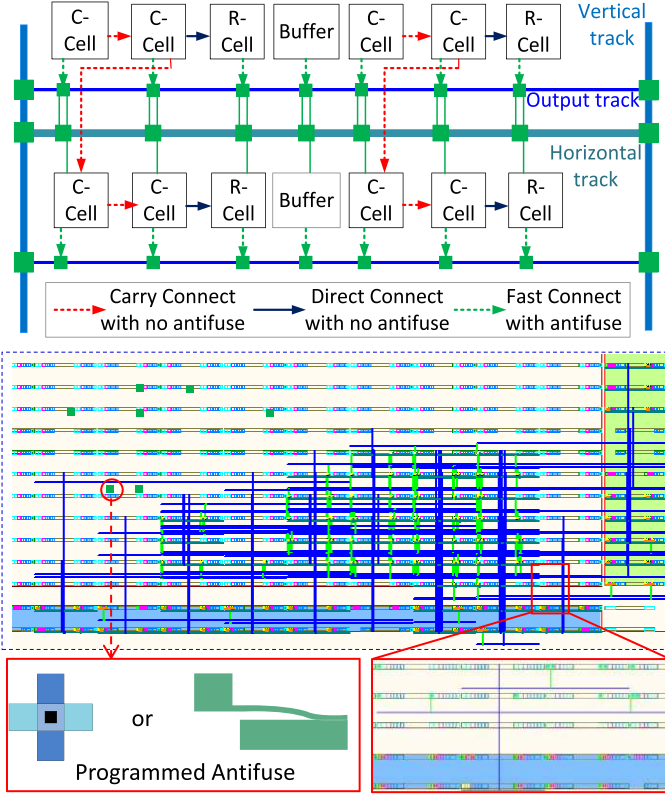 C-
Cell
C-
Cell
R-
Cell
Buffer
C-
Cell
C-
Cell
R-
Cell
Vertical
track
Output track
Horizontal
track
C-
Cell
C-
Cell
R-
Cell
Buffer
C-
Cell
C-
Cell
R-
Cell
Carry Connect
with no antifuse
Direct Connect
with no antifuse
Fast Connect
with antifuse
or
Programmed Antifuse